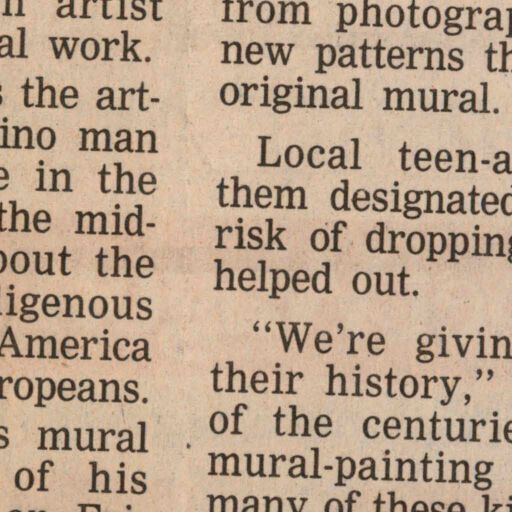 artist
al work.
the art-
ino man
in the
the mid-
bout the
ligenous
America
ropeans.
s mural
of his
from photograp
new patterns th
original mural.
Local teen-a
them designated
risk of dropping
helped out.
“We’re givin
their history,”
of the centurie
mural-painting
many of these ki